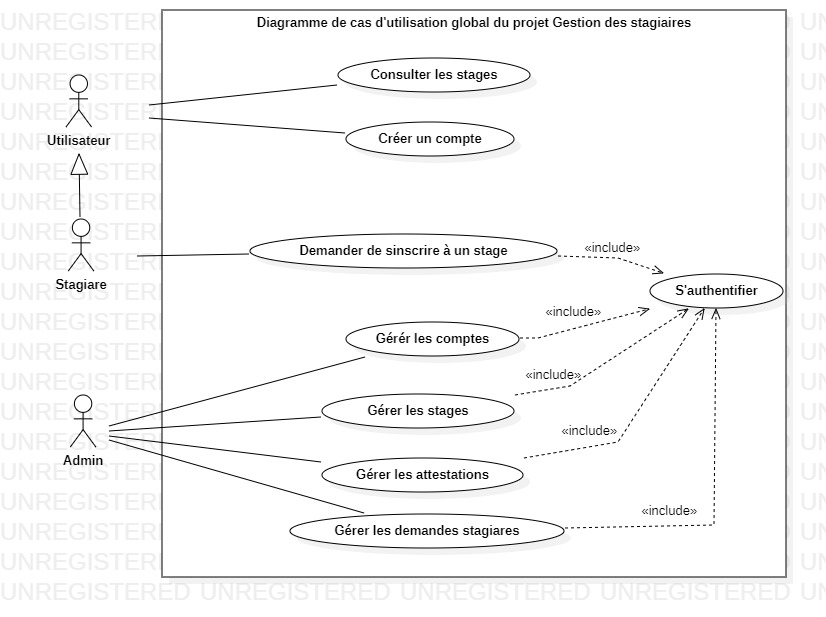 Diagramme de cas d'utilisation global du projet Gestion des stagiaires
Consulter les stages
Utilisateur
Créer un compte
Demander de sinscrire à un stage
«include»
Stagiare
S'authentifier
«include»
Gérér les comptes
«include»
Gérer les stages
«include»
Admin
Gérer les attestations
«include»
Gérer les demandes stagiares
UNREGISTERED UNREGISTERED UNREGISTERED UNREGISTERED UN